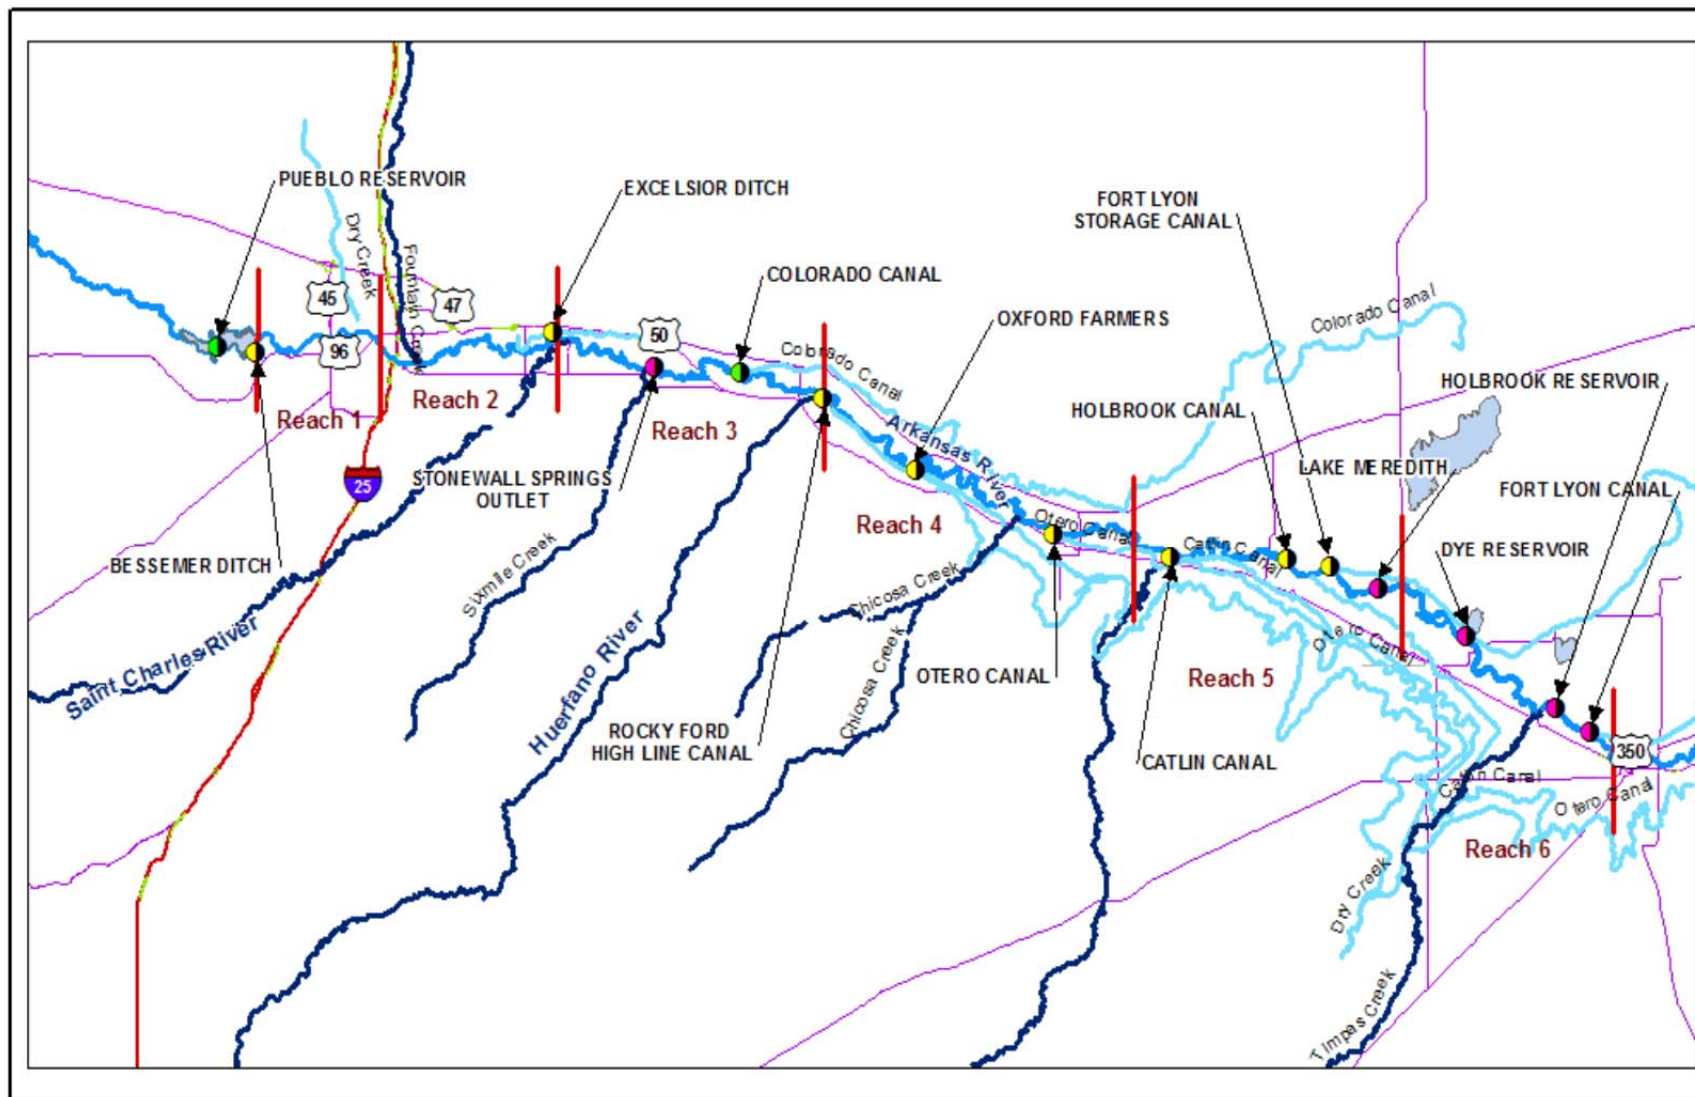 PUEBLO RESERVOIR
EXCELSIOR DITCH
FORT LYON
STORAGE CANAL
Dry Creek
Fountain Creek
45
47
COLORADO CANAL
50
96
OXFORD FARMERS
Colorado Canal
Colorado Canal
HOLBROOK RESERVOIR
Reach 1
Reach 2
Reach 3
HOLBROOK CANAL
Arkansas River
25
STONEWALL SPRINGS
OUTLET
LAKE MEREDITH
FORT LYON CANAL
Reach 4
Otero Canal
Catlin Canal
DYE RESERVOIR
BESSEMER DITCH
Sixmile Creek
Chicosa Creek
Chicosa Creek
Otero Canal
Saint Charles River
Huerfano River
OTERO CANAL
Reach 5
ROCKY FORD
HIGH LINE CANAL
CATLIN CANAL
350
Catlin Canal
Otero Canal
Reach 6
Dry Creek
Timpas Creek